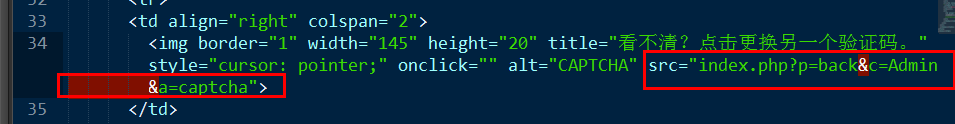 32 <tr>
33 <td align="right" colspan="2">
34 <img border="1" width="145" height="20" title="看不清？点击更换另一个验证码。"
style="cursor: pointer;" onclick="" alt="CAPTCHA" src="index.php?p=back&c=Admin
&a=captcha">
35 </td>